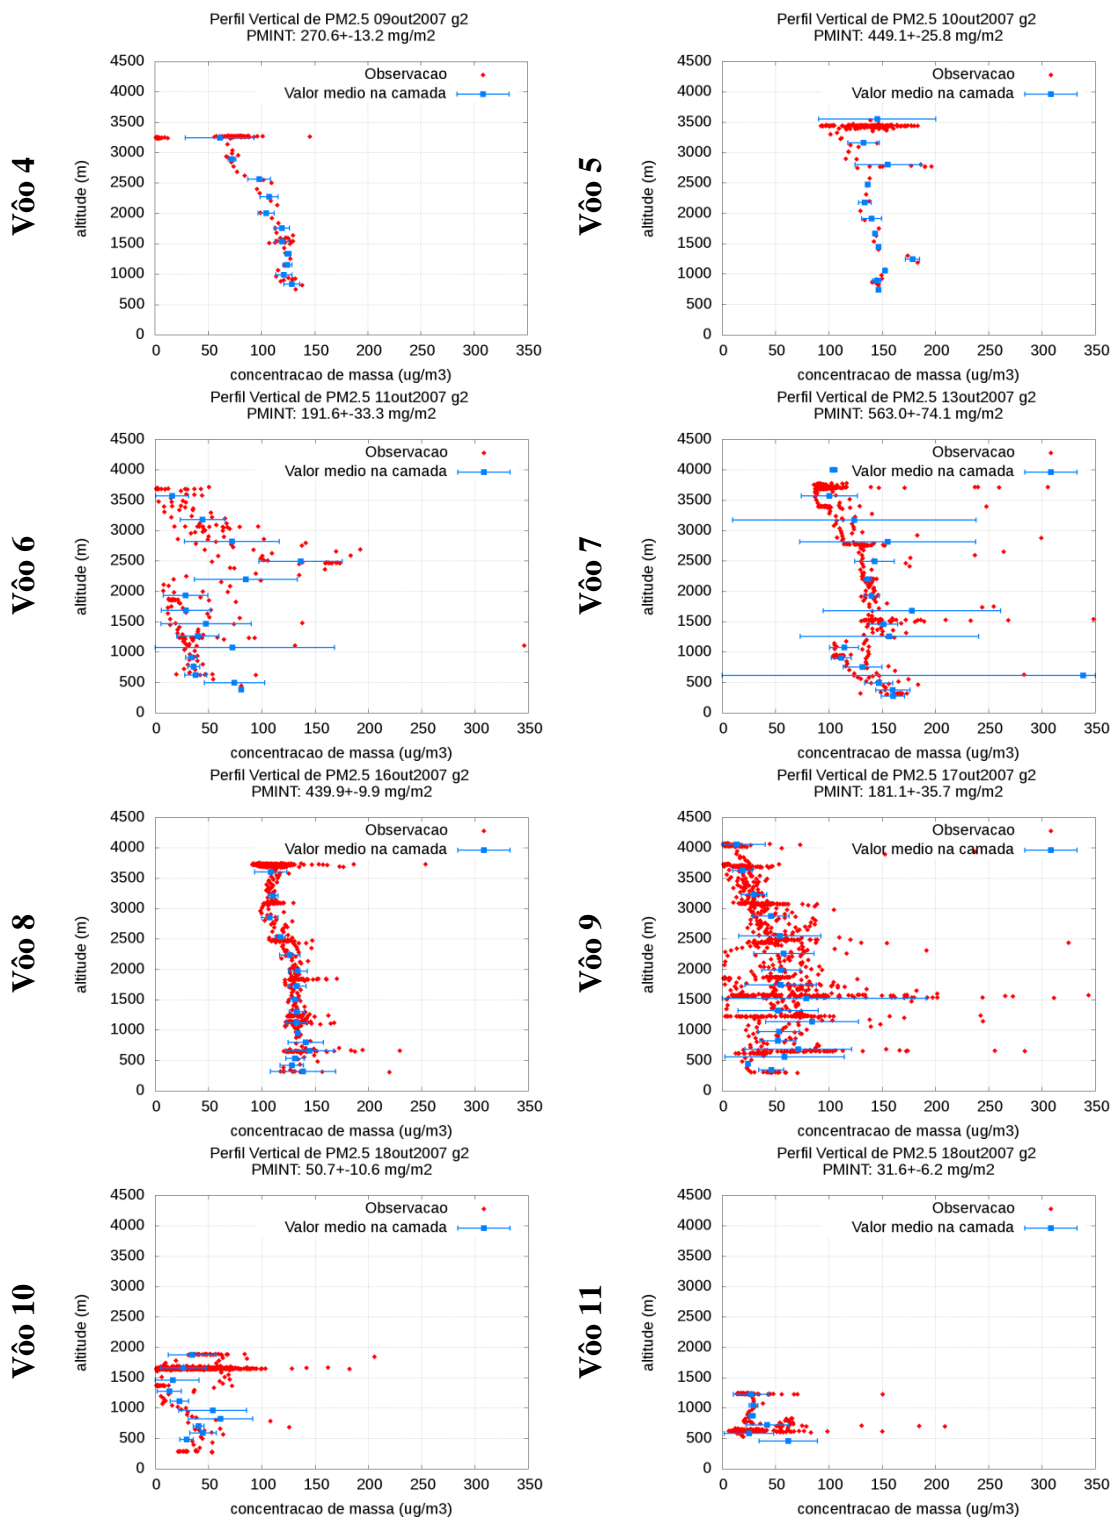 Perfil Vertical de PM2.5 09out2007 g2
PMINT: 270.6+-13.2 mg/m2
Observacao
Valor medio na camada
4500
4000
3500
3000
2500
2000
1500
1000
500
0
0 50 100 150 200 250 300 350
altitude (m)
concentracao de massa (ug/m3)
Vôo 4
Perfil Vertical de PM2.5 10out2007 g2
PMINT: 449.1+-25.8 mg/m2
Observacao
Valor medio na camada
4500
4000
3500
3000
2500
2000
1500
1000
500
0
0 50 100 150 200 250 300 350
altitude (m)
concentracao de massa (ug/m3)
Vôo 5
Perfil Vertical de PM2.5 11out2007 g2
PMINT: 191.6+-33.3 mg/m2
Observacao
Valor medio na camada
4500
4000
3500
3000
2500
2000
1500
1000
500
0
0 50 100 150 200 250 300 350
altitude (m)
concentracao de massa (ug/m3)
Vôo 6
Perfil Vertical de PM2.5 13out2007 g2
PMINT: 563.0+-74.1 mg/m2
Observacao
Valor medio na camada
4500
4000
3500
3000
2500
2000
1500
1000
500
0
0 50 100 150 200 250 300 350
altitude (m)
concentracao de massa (ug/m3)
Vôo 7
Perfil Vertical de PM2.5 16out2007 g2
PMINT: 439.9+-9.9 mg/m2
Observacao
Valor medio na camada
4500
4000
3500
3000
2500
2000
1500
1000
500
0
0 50 100 150 200 250 300 350
altitude (m)
concentracao de massa (ug/m3)
Vôo 8
Perfil Vertical de PM2.5 17out2007 g2
PMINT: 181.1+-35.7 mg/m2
Observacao
Valor medio na camada
4500
4000
3500
3000
2500
2000
1500
1000
500
0
0 50 100 150 200 250 300 350
altitude (m)
concentracao de massa (ug/m3)
Vôo 9
Perfil Vertical de PM2.5 18out2007 g2
PMINT: 50.7+-10.6 mg/m2
Observacao
Valor medio na camada
4500
4000
3500
3000
2500
2000
1500
1000
500
0
0 50 100 150 200 250 300 350
altitude (m)
concentracao de massa (ug/m3)
Vôo 10
Perfil Vertical de PM2.5 18out2007 g2
PMINT: 31.6+-6.2 mg/m2
Observacao
Valor medio na camada
4500
4000
3500
3000
2500
2000
1500
1000
500
0
0 50 100 150 200 250 300 350
altitude (m)
concentracao de massa (ug/m3)
Vôo 11